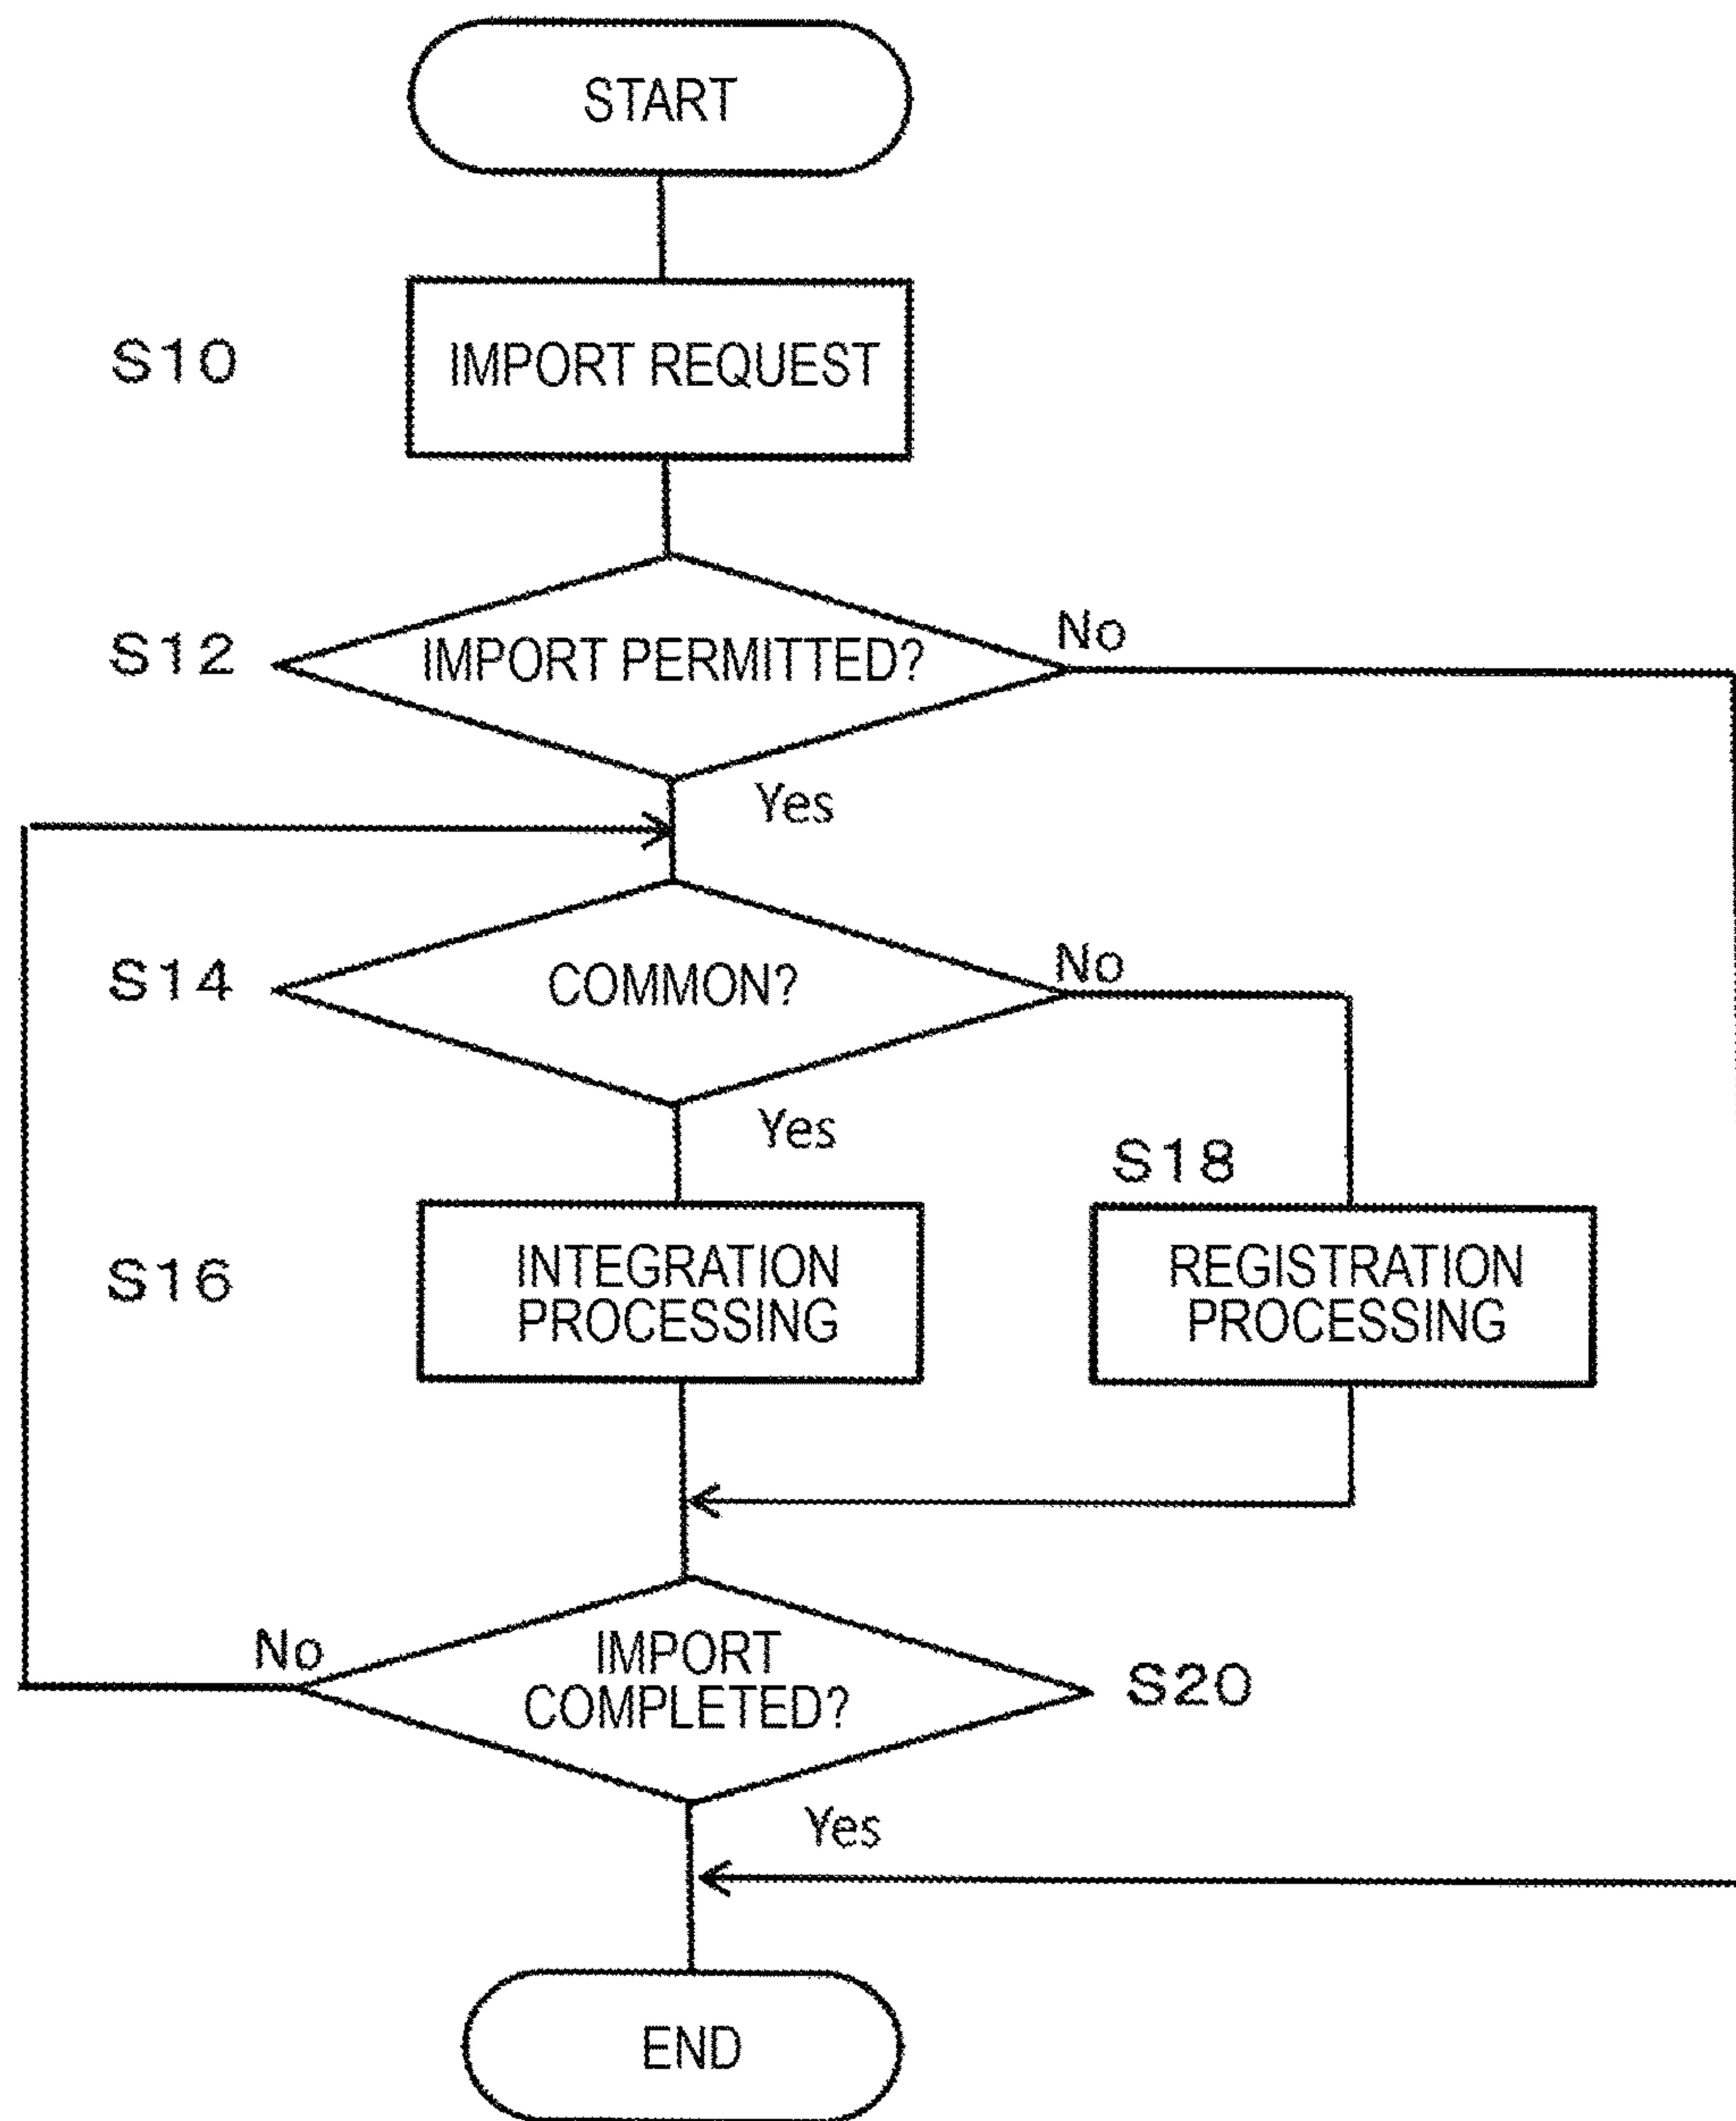 START
S10
IMPORT REQUEST
S12
IMPORT PERMITTED?
No
Yes
S14
COMMON?
No
Yes
S18
S16
INTEGRATION
PROCESSING
REGISTRATION
PROCESSING
No
IMPORT
COMPLETED?
S20
Yes
END